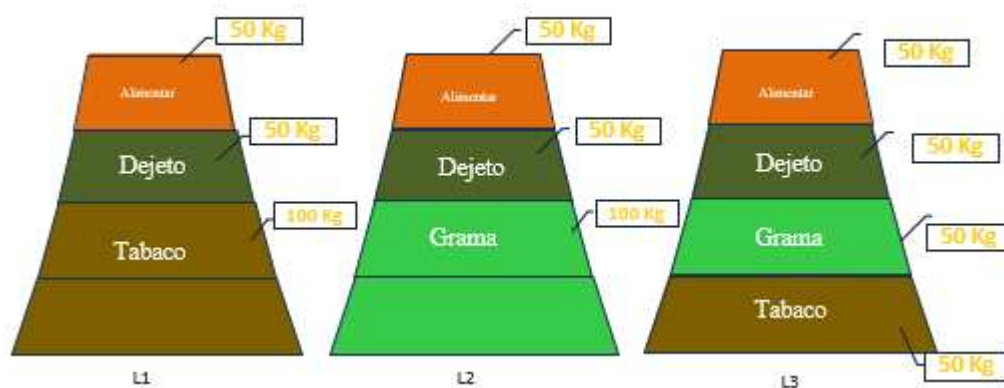 50 Kg
Alimentar
50 Kg
Dejeto
100 Kg
Tabaco
L1
50 Kg
Alimentar
50 Kg
Dejeto
100 Kg
Grama
L2
50 Kg
Alimentar
50 Kg
Dejeto
50 Kg
Grama
Tabaco
50 Kg
L3